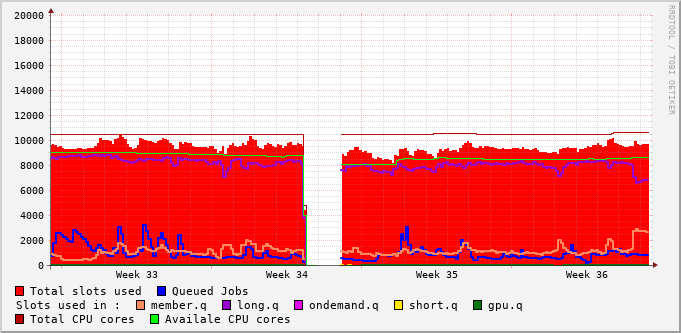 RRDTOOL / TOBI OETIKER
20000
18000
16000
14000
12000
10000
8000
6000
4000
2000
0
Week 33 Week 34 Week 35 Week 36
Total slots used Queued Jobs
Slots used in : member.q long.q ondemand.q short.q gpu.q
Total CPU cores Availale CPU cores